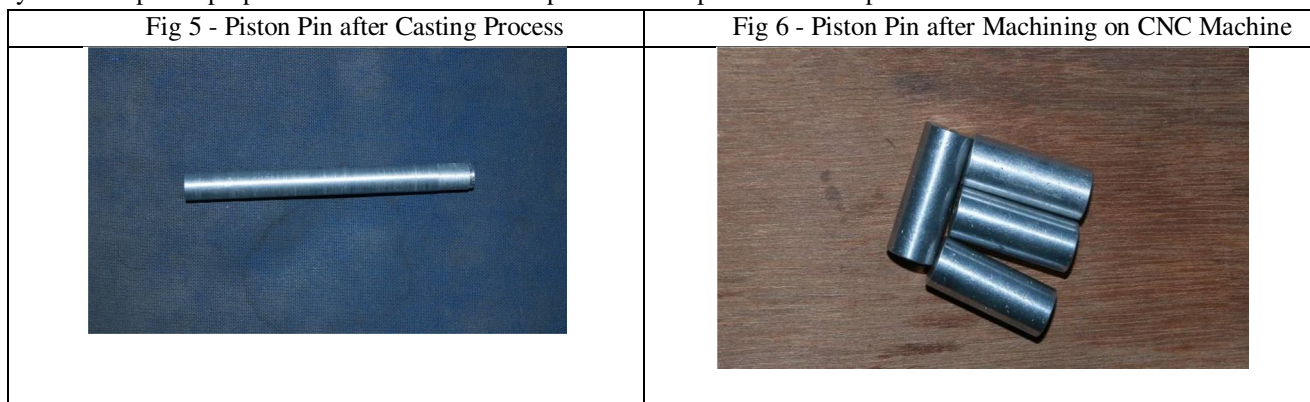 Fig 5 - Piston Pin after Casting Process
Fig 6 - Piston Pin after Machining on CNC Machine